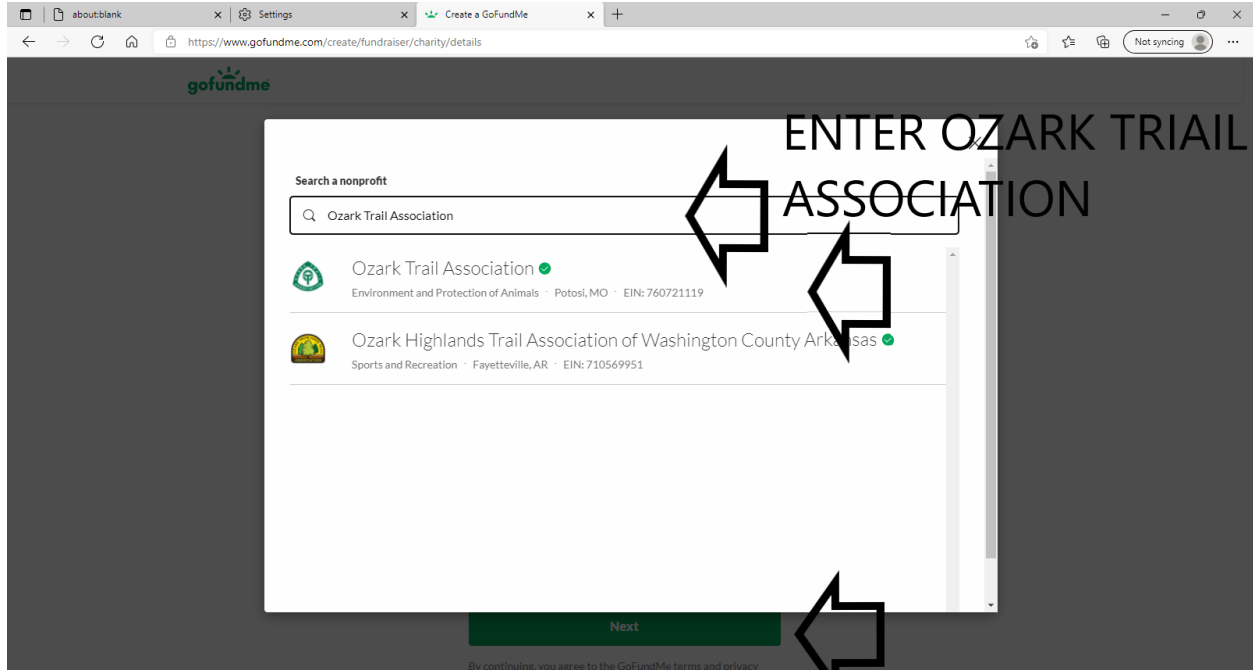 about:blank
Settings
Create a GoFundMe
https://www.gofundme.com/create/fundraiser/charity/details
Not syncing
gofundme
ENTER OZARK TRIAIL
ASSOCIATION
Search a nonprofit
Ozark Trail Association
Ozark Trail Association
Environment and Protection of Animals · Potosi, MO · EIN: 760721119
Ozark Highlands Trail Association of Washington County Arkansas
Sports and Recreation · Fayetteville, AR · EIN: 710569951
Next
By continuing, you agree to the GoFundMe terms and privacy